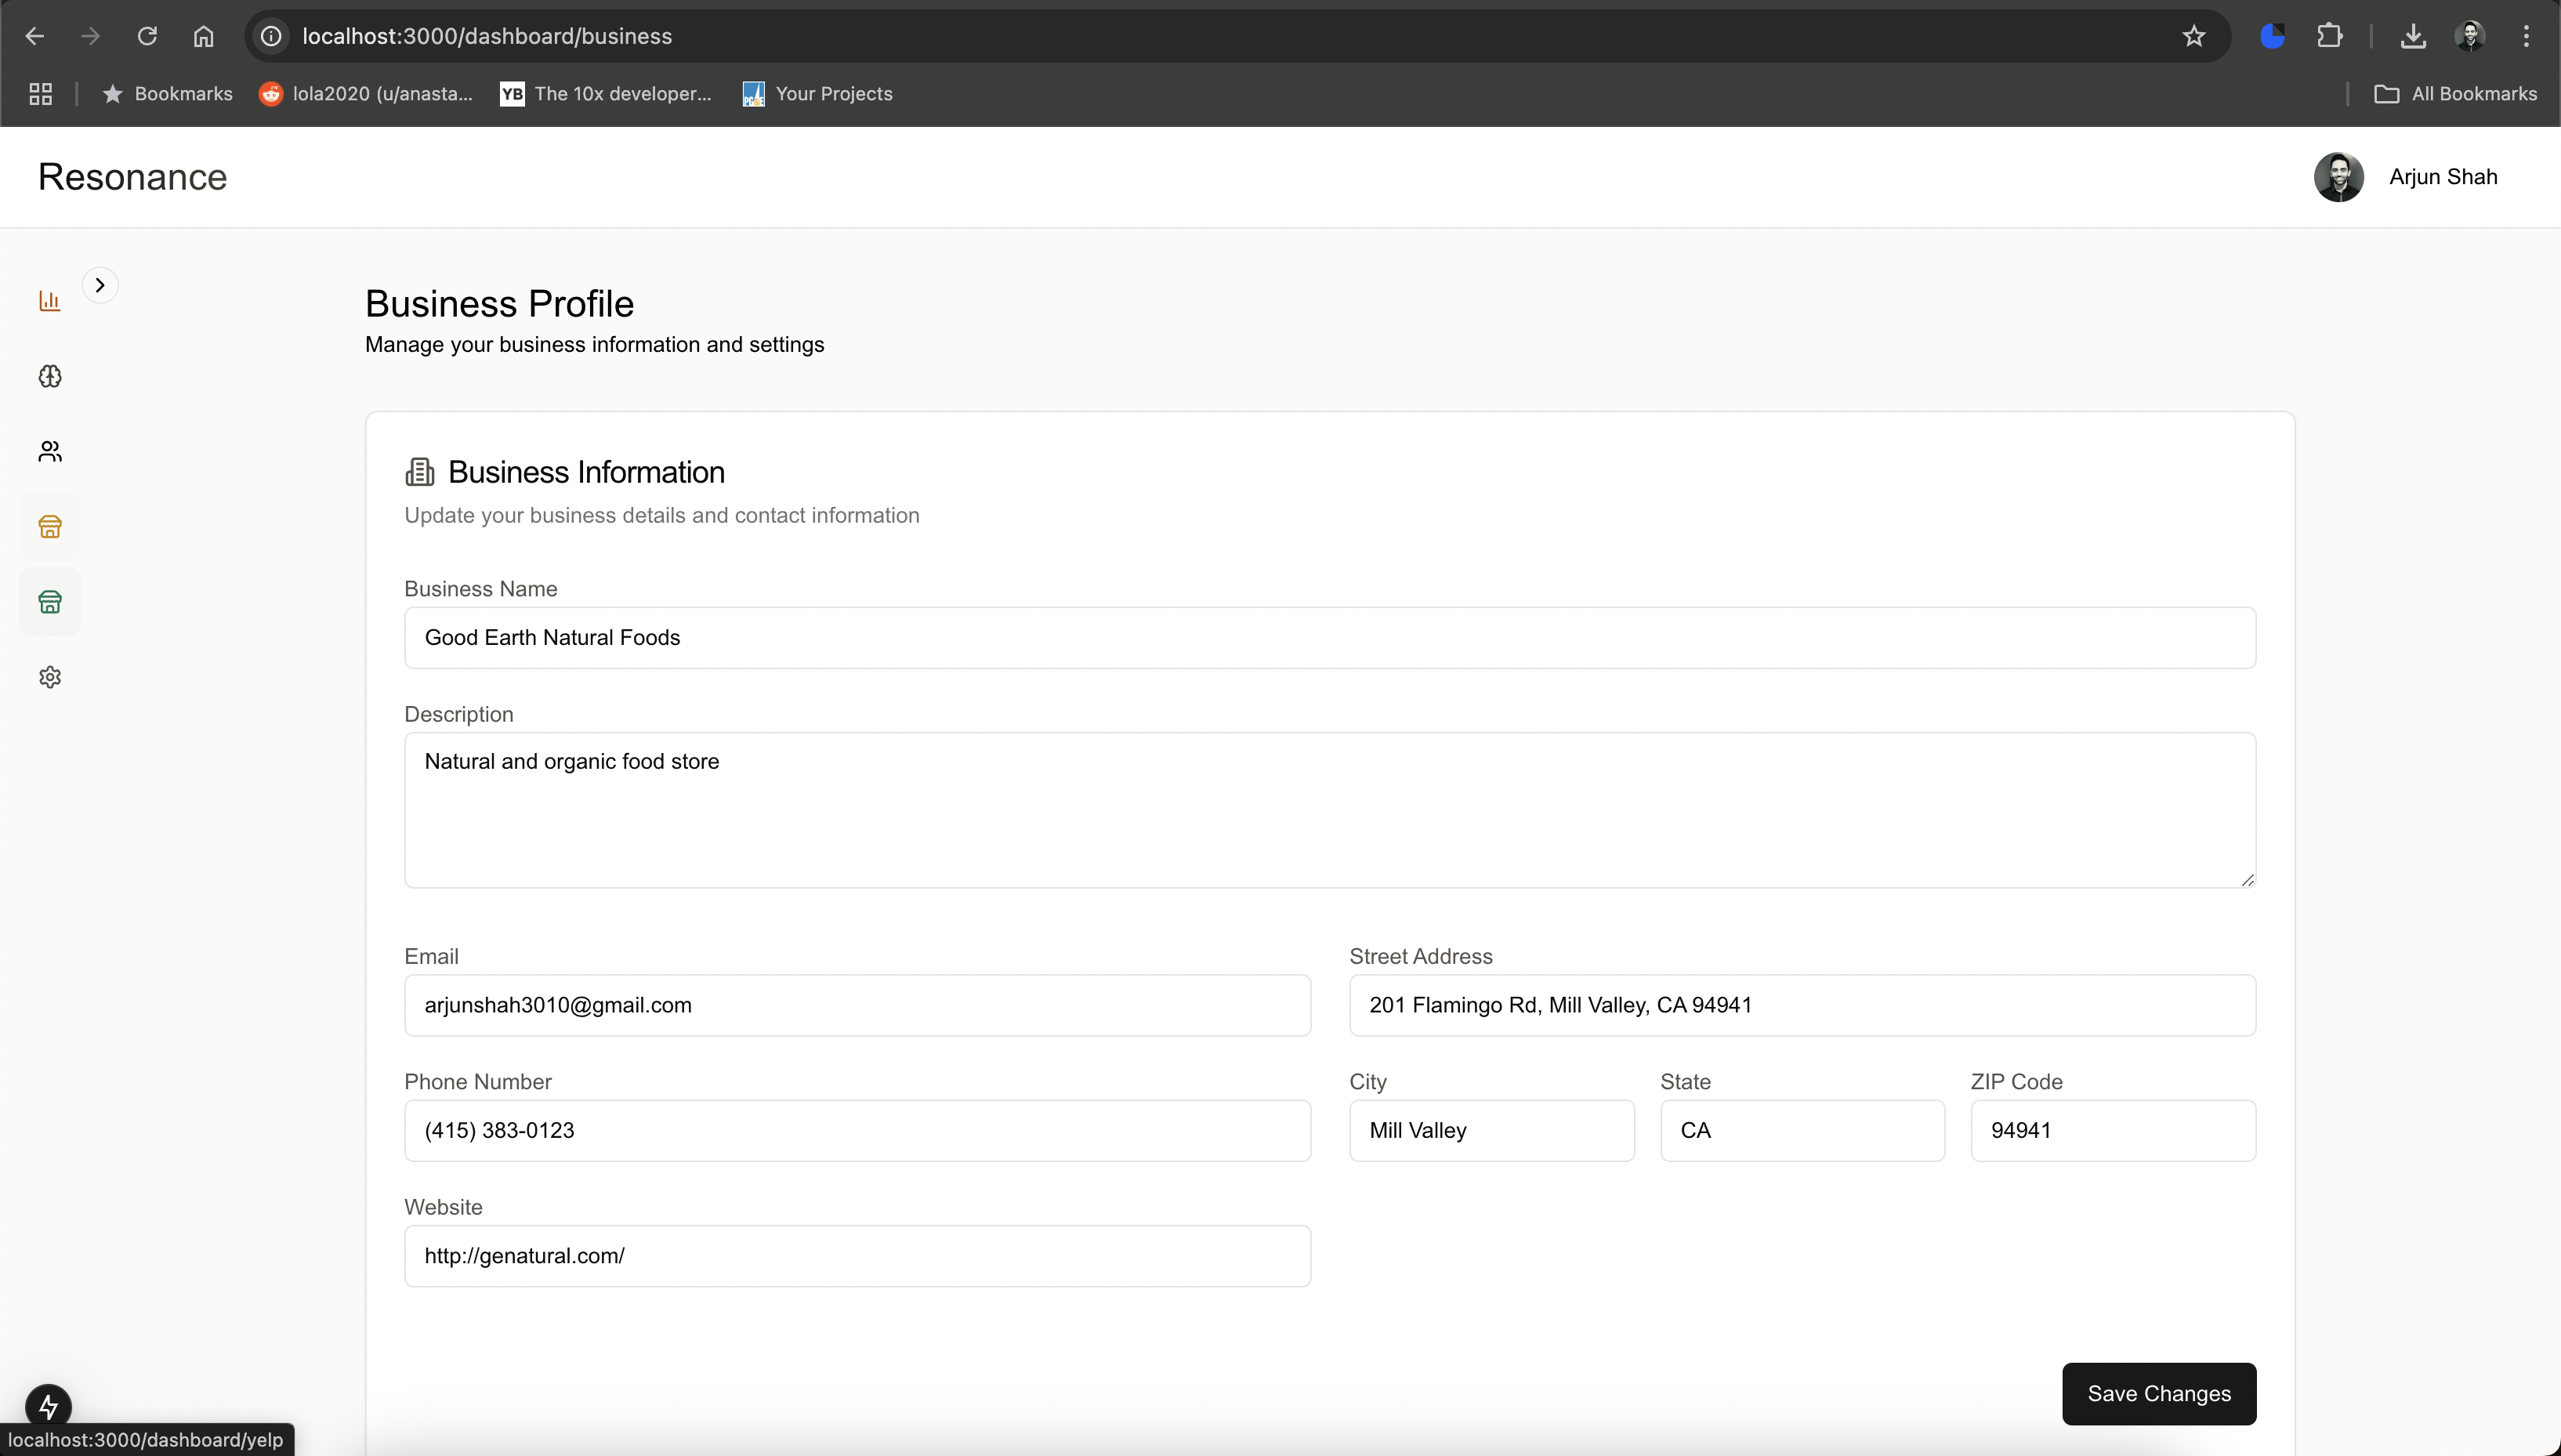 localhost:3000/dashboard/business
Bookmarks
lola2020 (u/anasta...
YB
The 10x developer...
PG&E
Your Projects
All Bookmarks
Resonance
Arjun Shah
Business Profile
Manage your business information and settings
Business Information
Update your business details and contact information
Business Name
Good Earth Natural Foods
Description
Natural and organic food store
Email
arjunshah3010@gmail.com
Street Address
201 Flamingo Rd, Mill Valley, CA 94941
Phone Number
(415) 383-0123
City
Mill Valley
State
CA
ZIP Code
94941
Website
http://genatural.com/
Save Changes
localhost:3000/dashboard/yelp